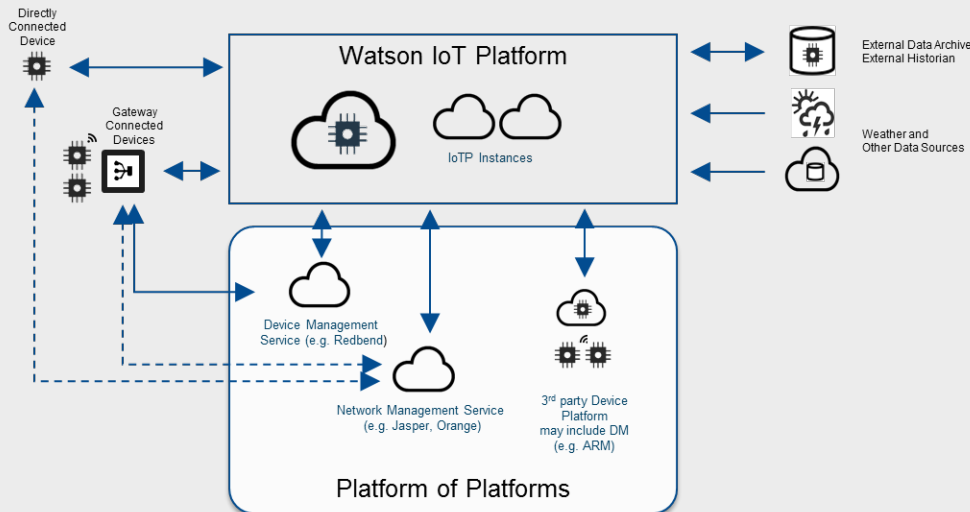 Directly
Connected
Device
Watson IoT Platform
External Data Archive
External Historian
Gateway
Connected
Devices
IoTP Instances
Weather and
Other Data Sources
Device Management
Service (e.g. Redbend)
Network Management Service
(e.g. Jasper, Orange)
3rd party Device
Platform
may include DM
(e.g. ARM)
Platform of Platforms